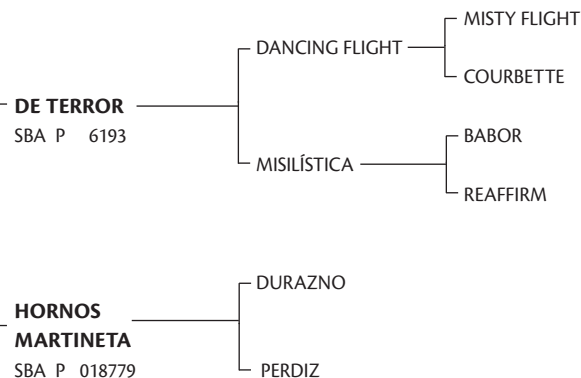 MISTY FLIGHT
DANCING FLIGHT
COURBETTE
DE TERROR
SBA P 6193
BABOR
MISILÍSTICA
REAFFIRM
DURAZNO
HORNOS
MARTINETA
SBA P 018779
PERDIZ